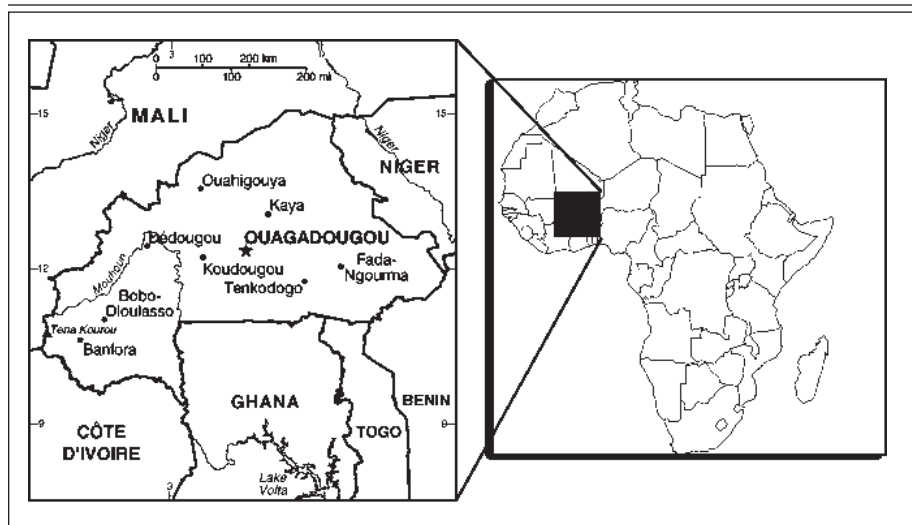 3
0 100 200 km
0 100 200 mi
15
15
MALI
Niger
Niger
NIGER
Ouahigouya
Kaya
Dédougou
OUAGADOUGOU
Mouhoun
Koudougou
Fada-
Ngourma
12
12
Tenkodogo
Bobo-
Dioulasso
Tena Kourou
Banfora
GHANA
BENIN
9
9
CÔTE
D'IVOIRE
TOGO
Lake
Volta
3